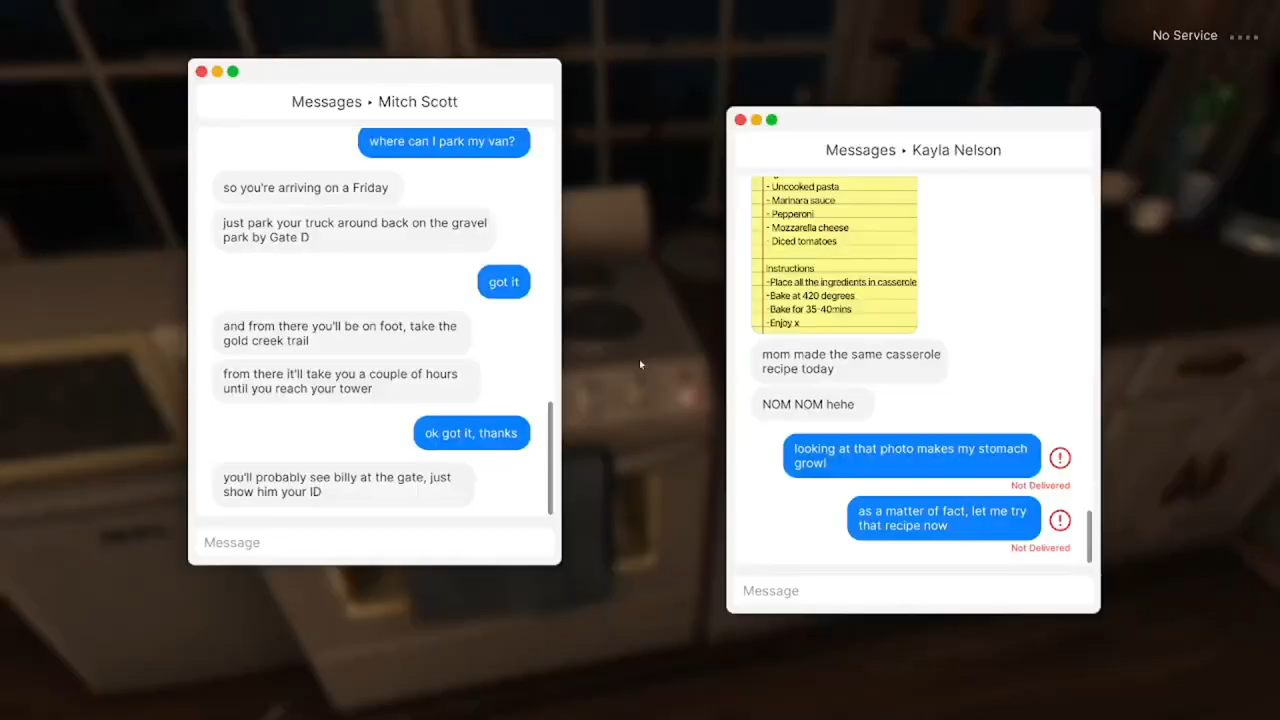 No Service
Messages ‣ Mitch Scott
where can I park my van?
so you're arriving on a Friday
just park your truck around back on the gravel
park by Gate D
got it
and from there you'll be on foot, take the
gold creek trail
from there it'll take you a couple of hours
until you reach your tower
ok got it, thanks
you'll probably see billy at the gate, just
show him your ID
Message
Messages ‣ Kayla Nelson
- Uncooked pasta
- Marinara sauce
- Pepperoni
- Mozzarella cheese
- Diced tomatoes
Instructions
-Place all the ingredients in casserole
-Bake at 420 degrees
-Bake for 35-40mins
-Enjoy x
mom made the same casserole
recipe today
NOM NOM hehe
looking at that photo makes my stomach
growl
Not Delivered
as a matter of fact, let me try
that recipe now
Not Delivered
Message